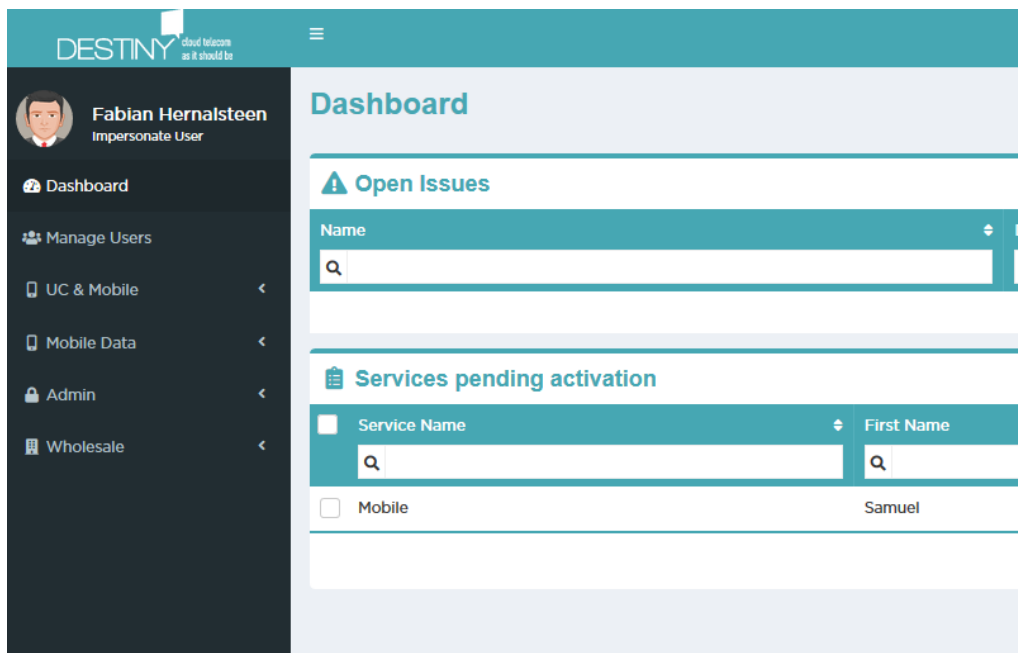 DESTINY cloud telecom
as it should be
Fabian Hernalsteen
Impersonate User
Dashboard
Manage Users
UC & Mobile
Mobile Data
Admin
Wholesale
Dashboard
Open Issues
Name
Services pending activation
Service Name First Name
Mobile Samuel